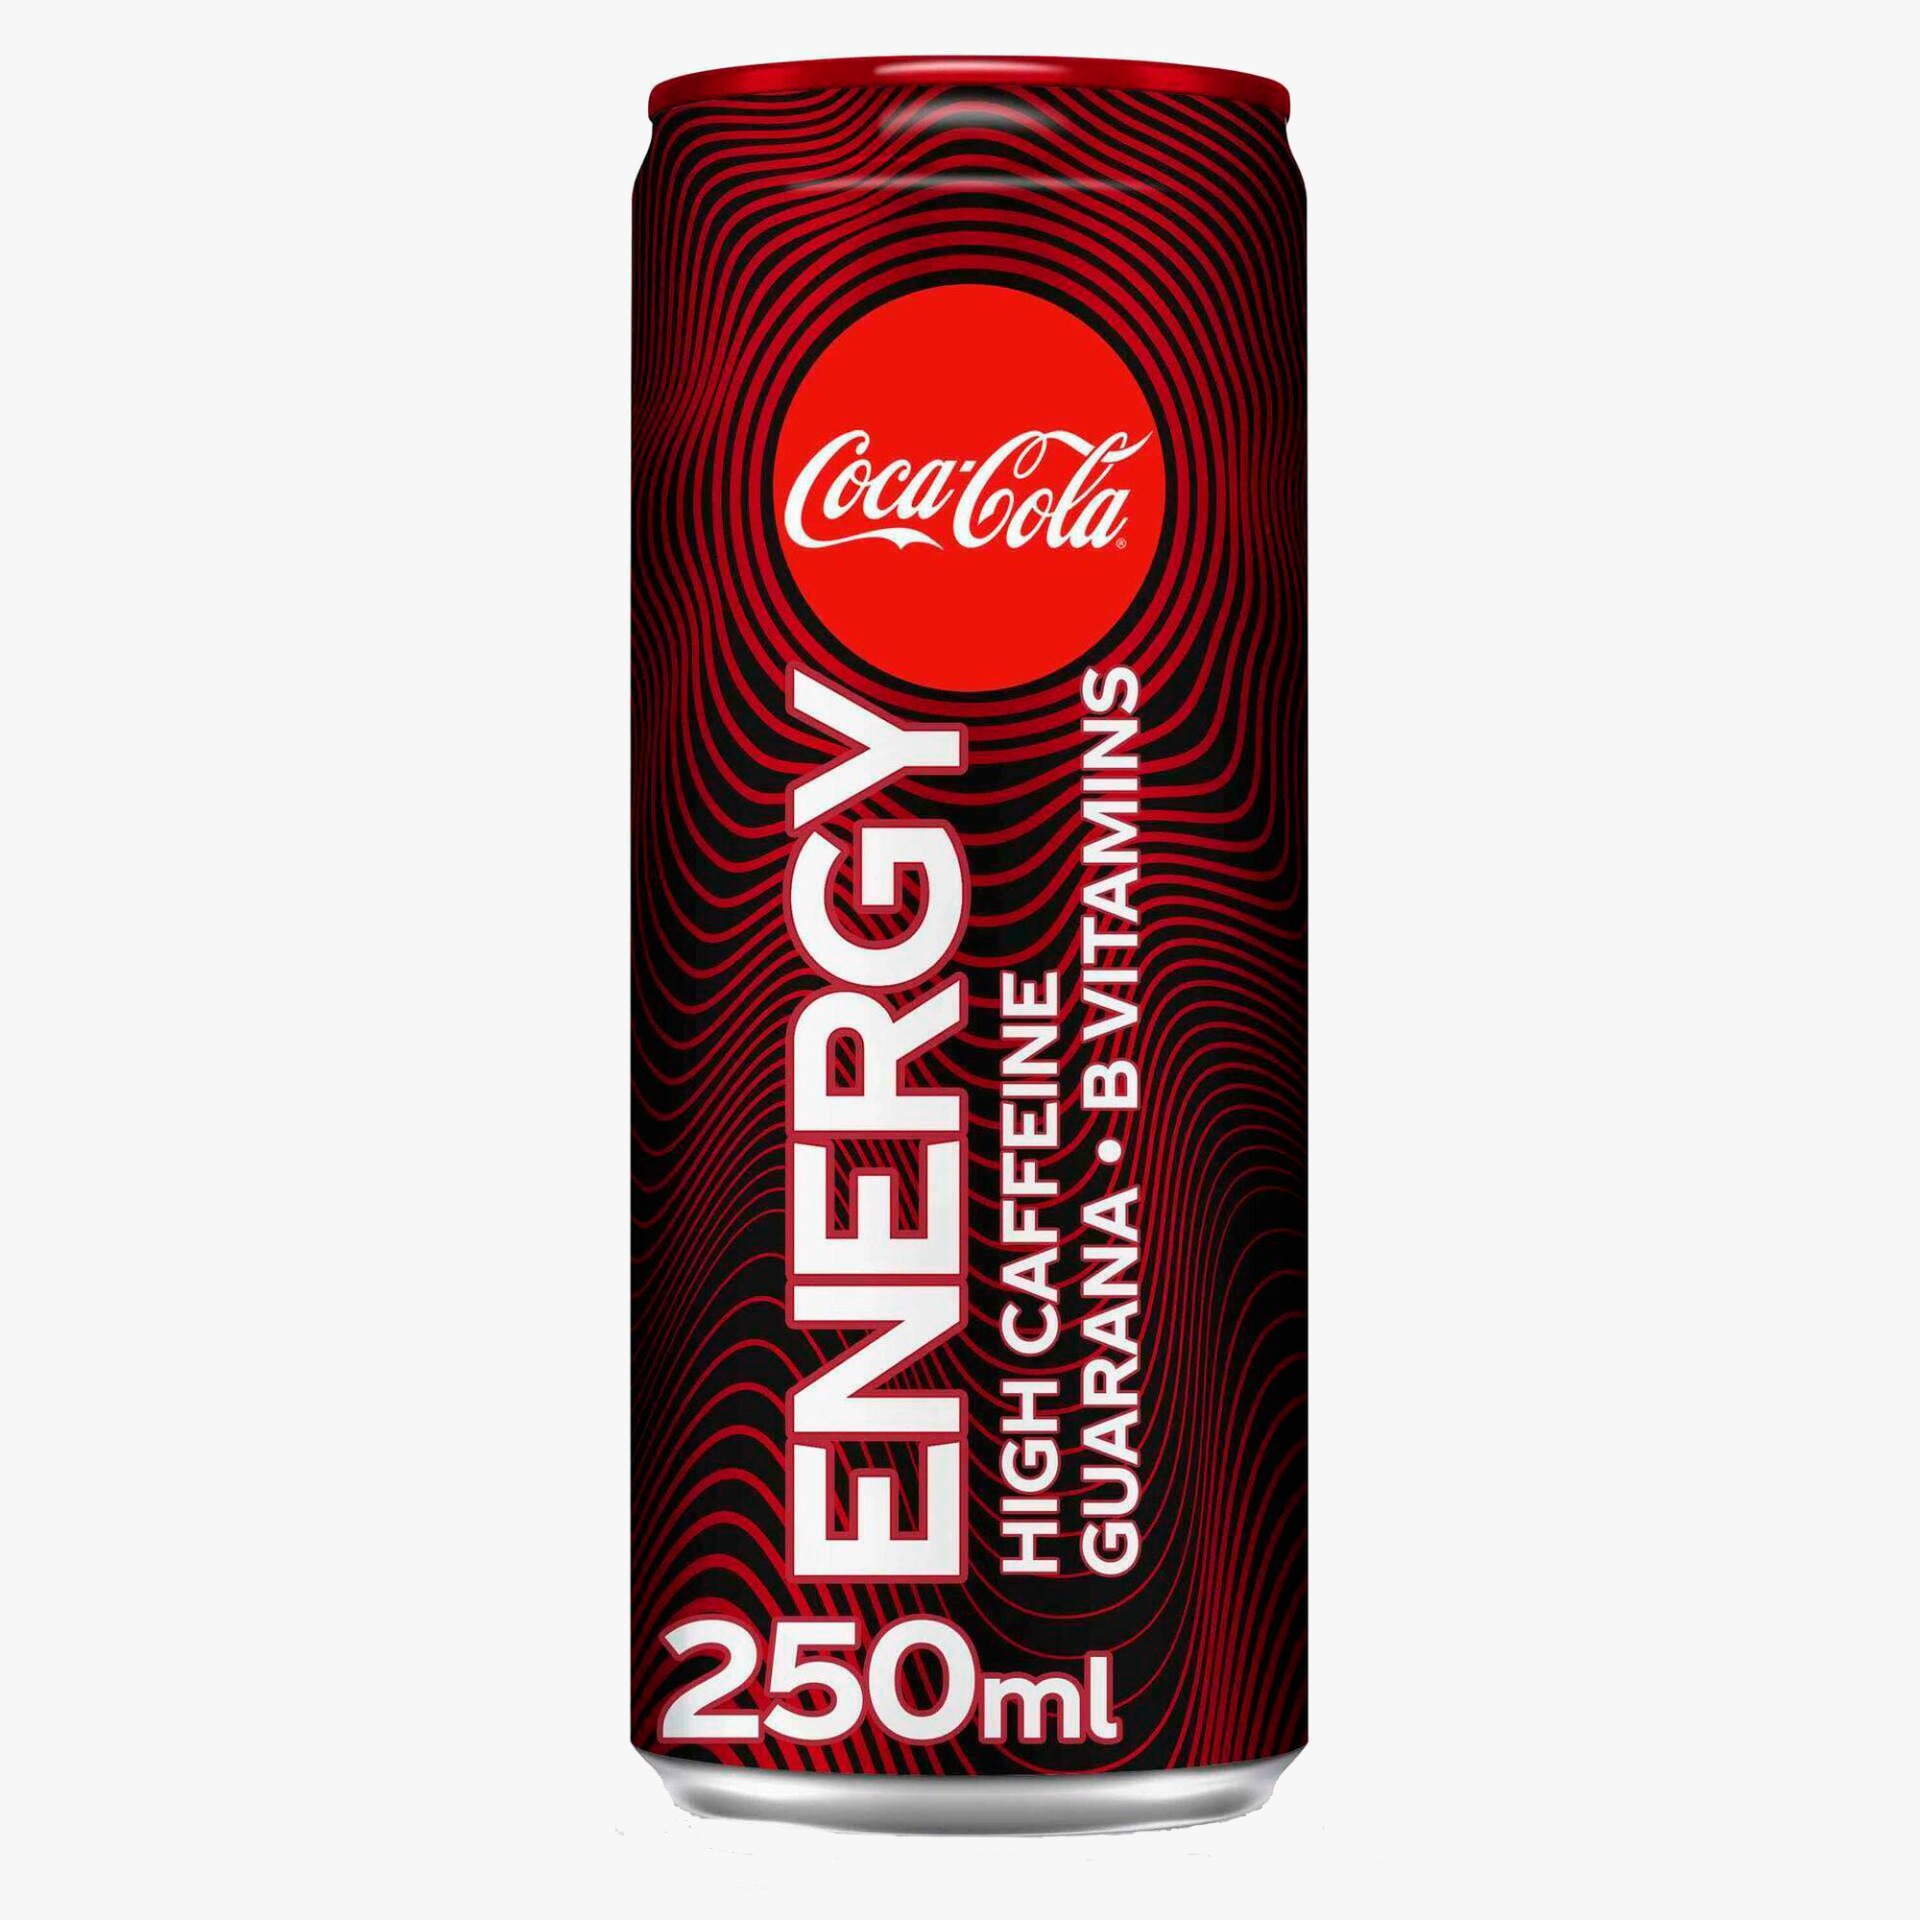 Coca-Cola®
ENERGY
HIGH CAFFEINE
GUARANA • B VITAMINS
250ml